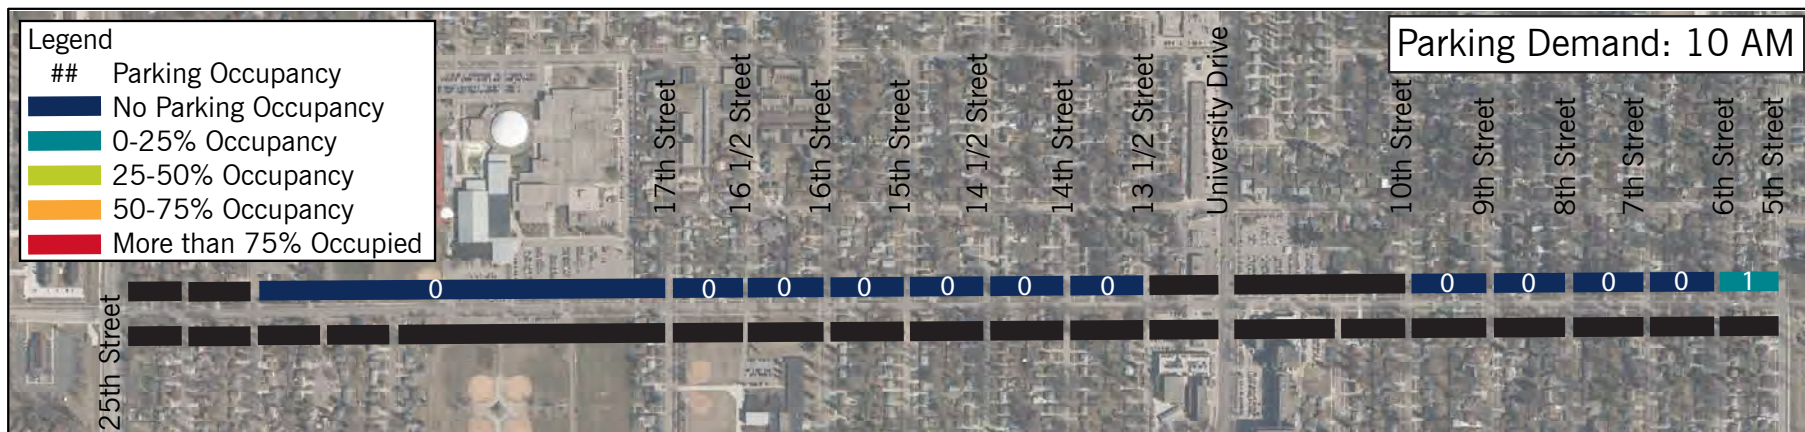 Legend
## Parking Occupancy
No Parking Occupancy
0-25% Occupancy
25-50% Occupancy
50-75% Occupancy
More than 75% Occupied
Parking Demand: 10 AM
25th Street
17th Street
16 1/2 Street
16th Street
15th Street
14 1/2 Street
14th Street
13 1/2 Street
University Drive
10th Street
9th Street
8th Street
7th Street
6th Street
5th Street
0 0 0 0 0 0 0 0 0 0 0 1